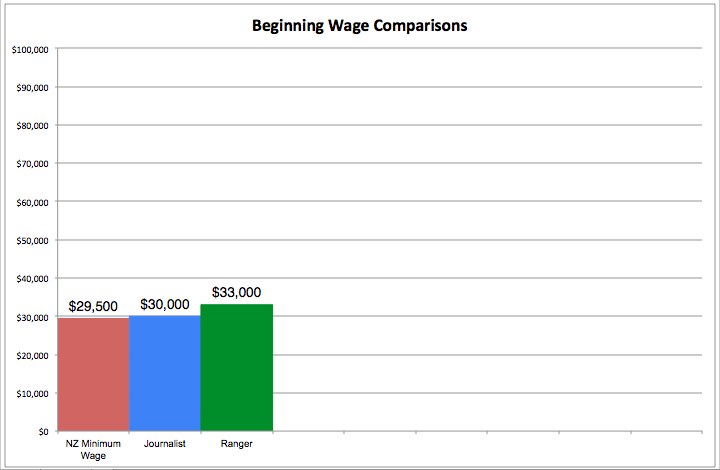 Beginning Wage Comparisons
$100,000
$90,000
$80,000
$70,000
$60,000
$50,000
$40,000
$30,000
$20,000
$10,000
$0
$29,500
$30,000
$33,000
NZ Minimum
Wage
Journalist
Ranger